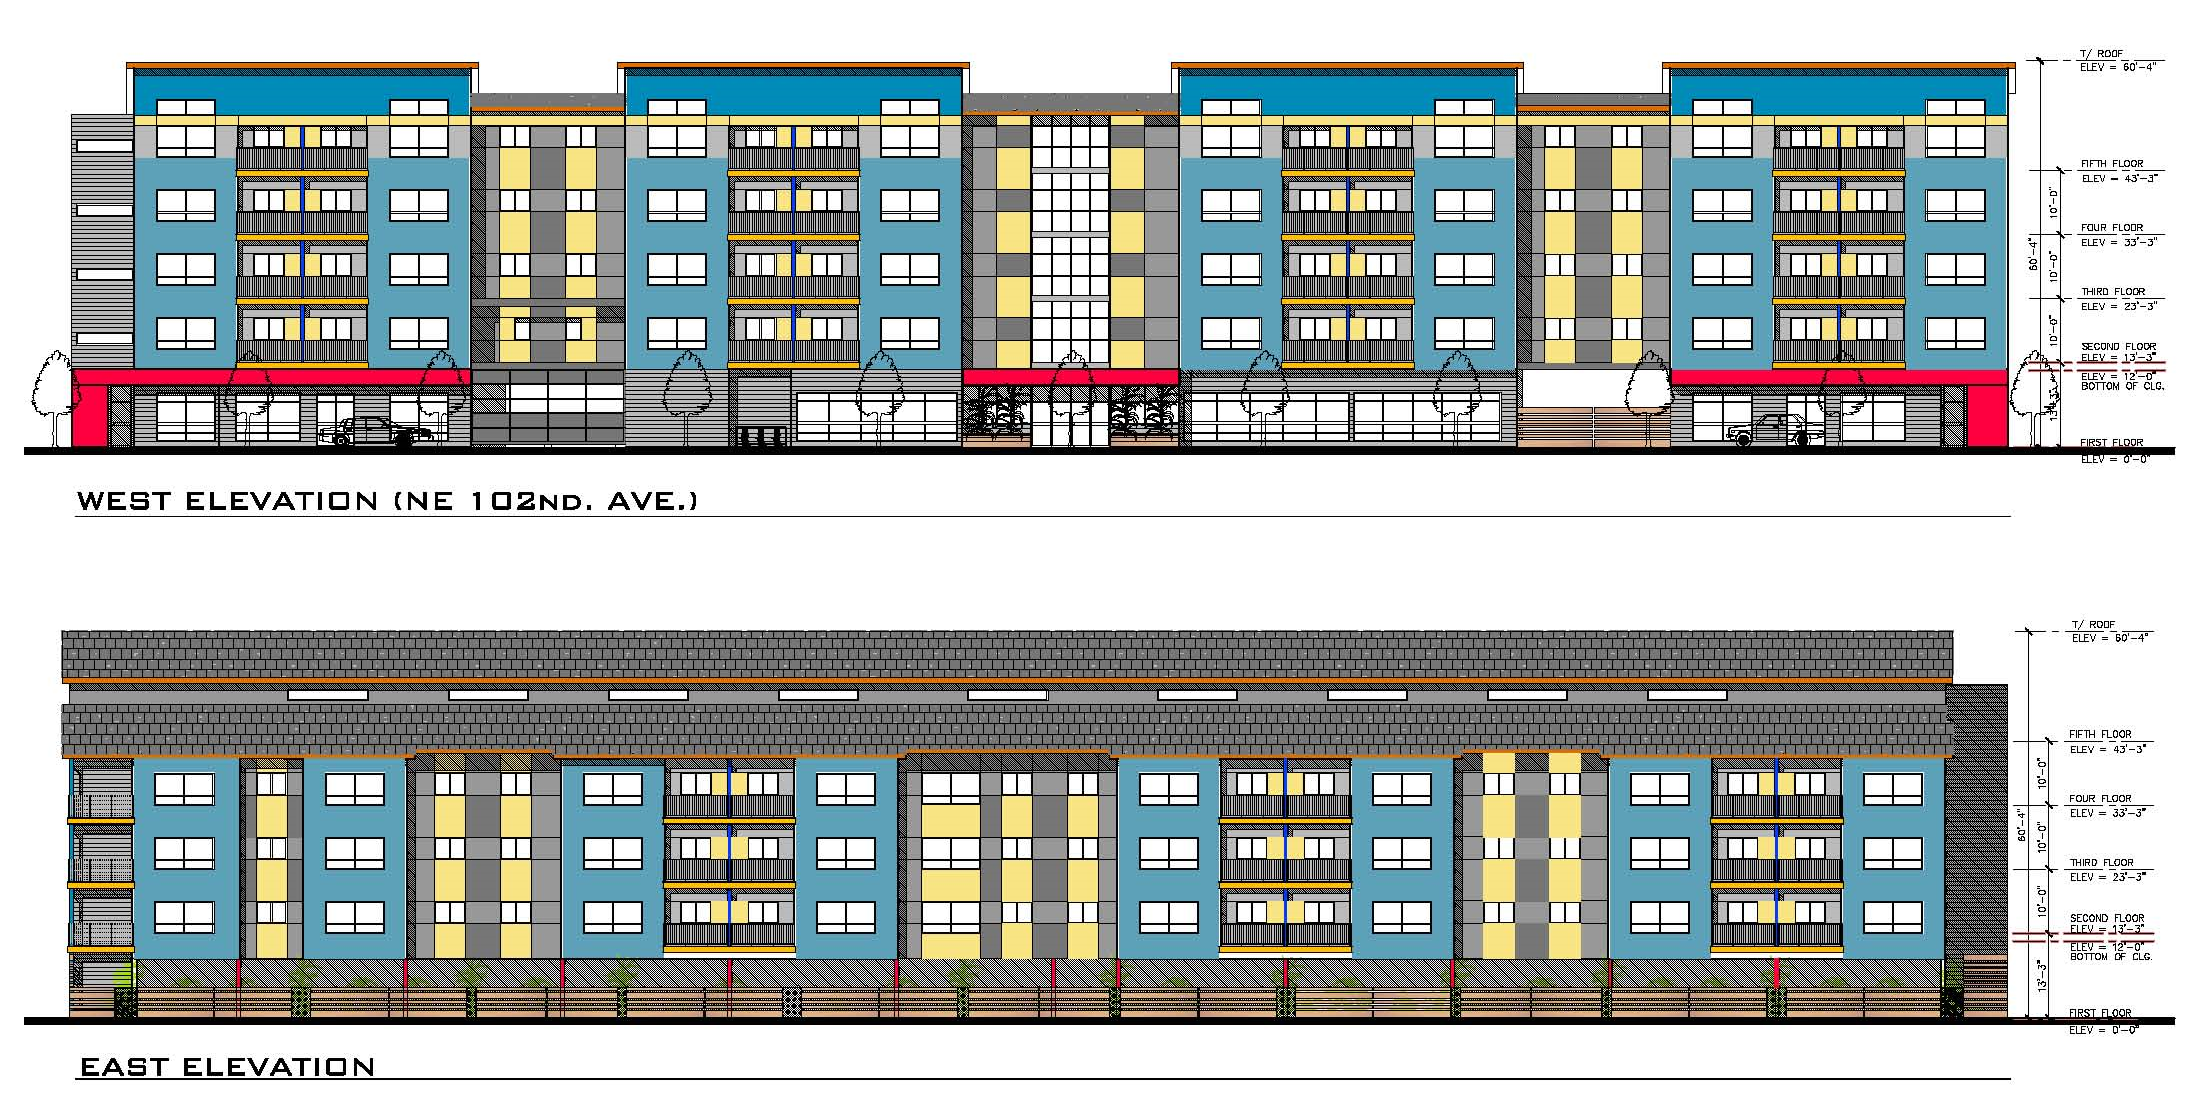 T/ ROOF
ELEV = 60'-4"
FIFTH FLOOR
ELEV = 43'-3"
10'-0"
FOUR FLOOR
ELEV = 33'-3"
60'-4"
10'-0"
THIRD FLOOR
ELEV = 23'-3"
10'-0"
SECOND FLOOR
ELEV = 13'-3"
ELEV = 12'-0"
BOTTOM OF CLG.
13'-3"
FIRST FLOOR
ELEV = 0'-0"
WEST ELEVATION (NE 102ND. AVE.)
T/ ROOF
ELEV = 60'-4"
FIFTH FLOOR
ELEV = 43'-3"
10'-0"
FOUR FLOOR
ELEV = 33'-3"
60'-4"
10'-0"
THIRD FLOOR
ELEV = 23'-3"
10'-0"
SECOND FLOOR
ELEV = 13'-3"
ELEV = 12'-0"
BOTTOM OF CLG.
13'-3"
FIRST FLOOR
ELEV = 0'-0"
EAST ELEVATION